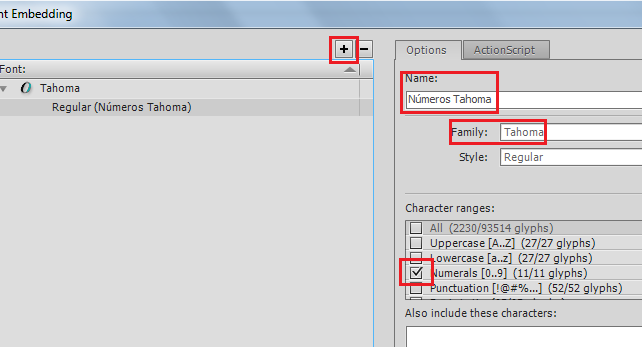 nt Embedding
Font:
Tahoma
Regular (Números Tahoma)
Options
ActionScript
Name:
Números Tahoma
Family: Tahoma
Style: Regular
Character ranges:
All (2230/93514 glyphs)
Uppercase [A..Z] (27/27 glyphs)
Lowercase [a..z] (27/27 glyphs)
Numerals [0..9] (11/11 glyphs)
Punctuation [!@#%...] (52/52 glyphs)
Also include these characters: